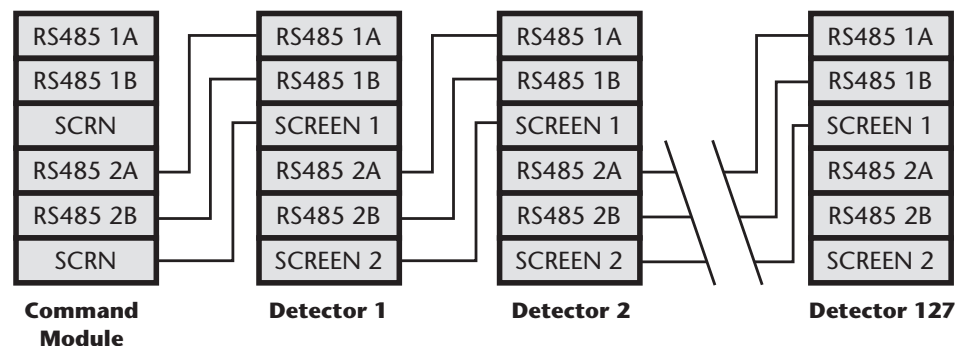 RS485 1A
RS485 1B
SCRN
RS485 2A
RS485 2B
SCRN
Command
Module
RS485 1A
RS485 1B
SCREEN 1
RS485 2A
RS485 2B
SCREEN 2
Detector 1
RS485 1A
RS485 1B
SCREEN 1
RS485 2A
RS485 2B
SCREEN 2
Detector 2
RS485 1A
RS485 1B
SCREEN 1
RS485 2A
RS485 2B
SCREEN 2
Detector 127